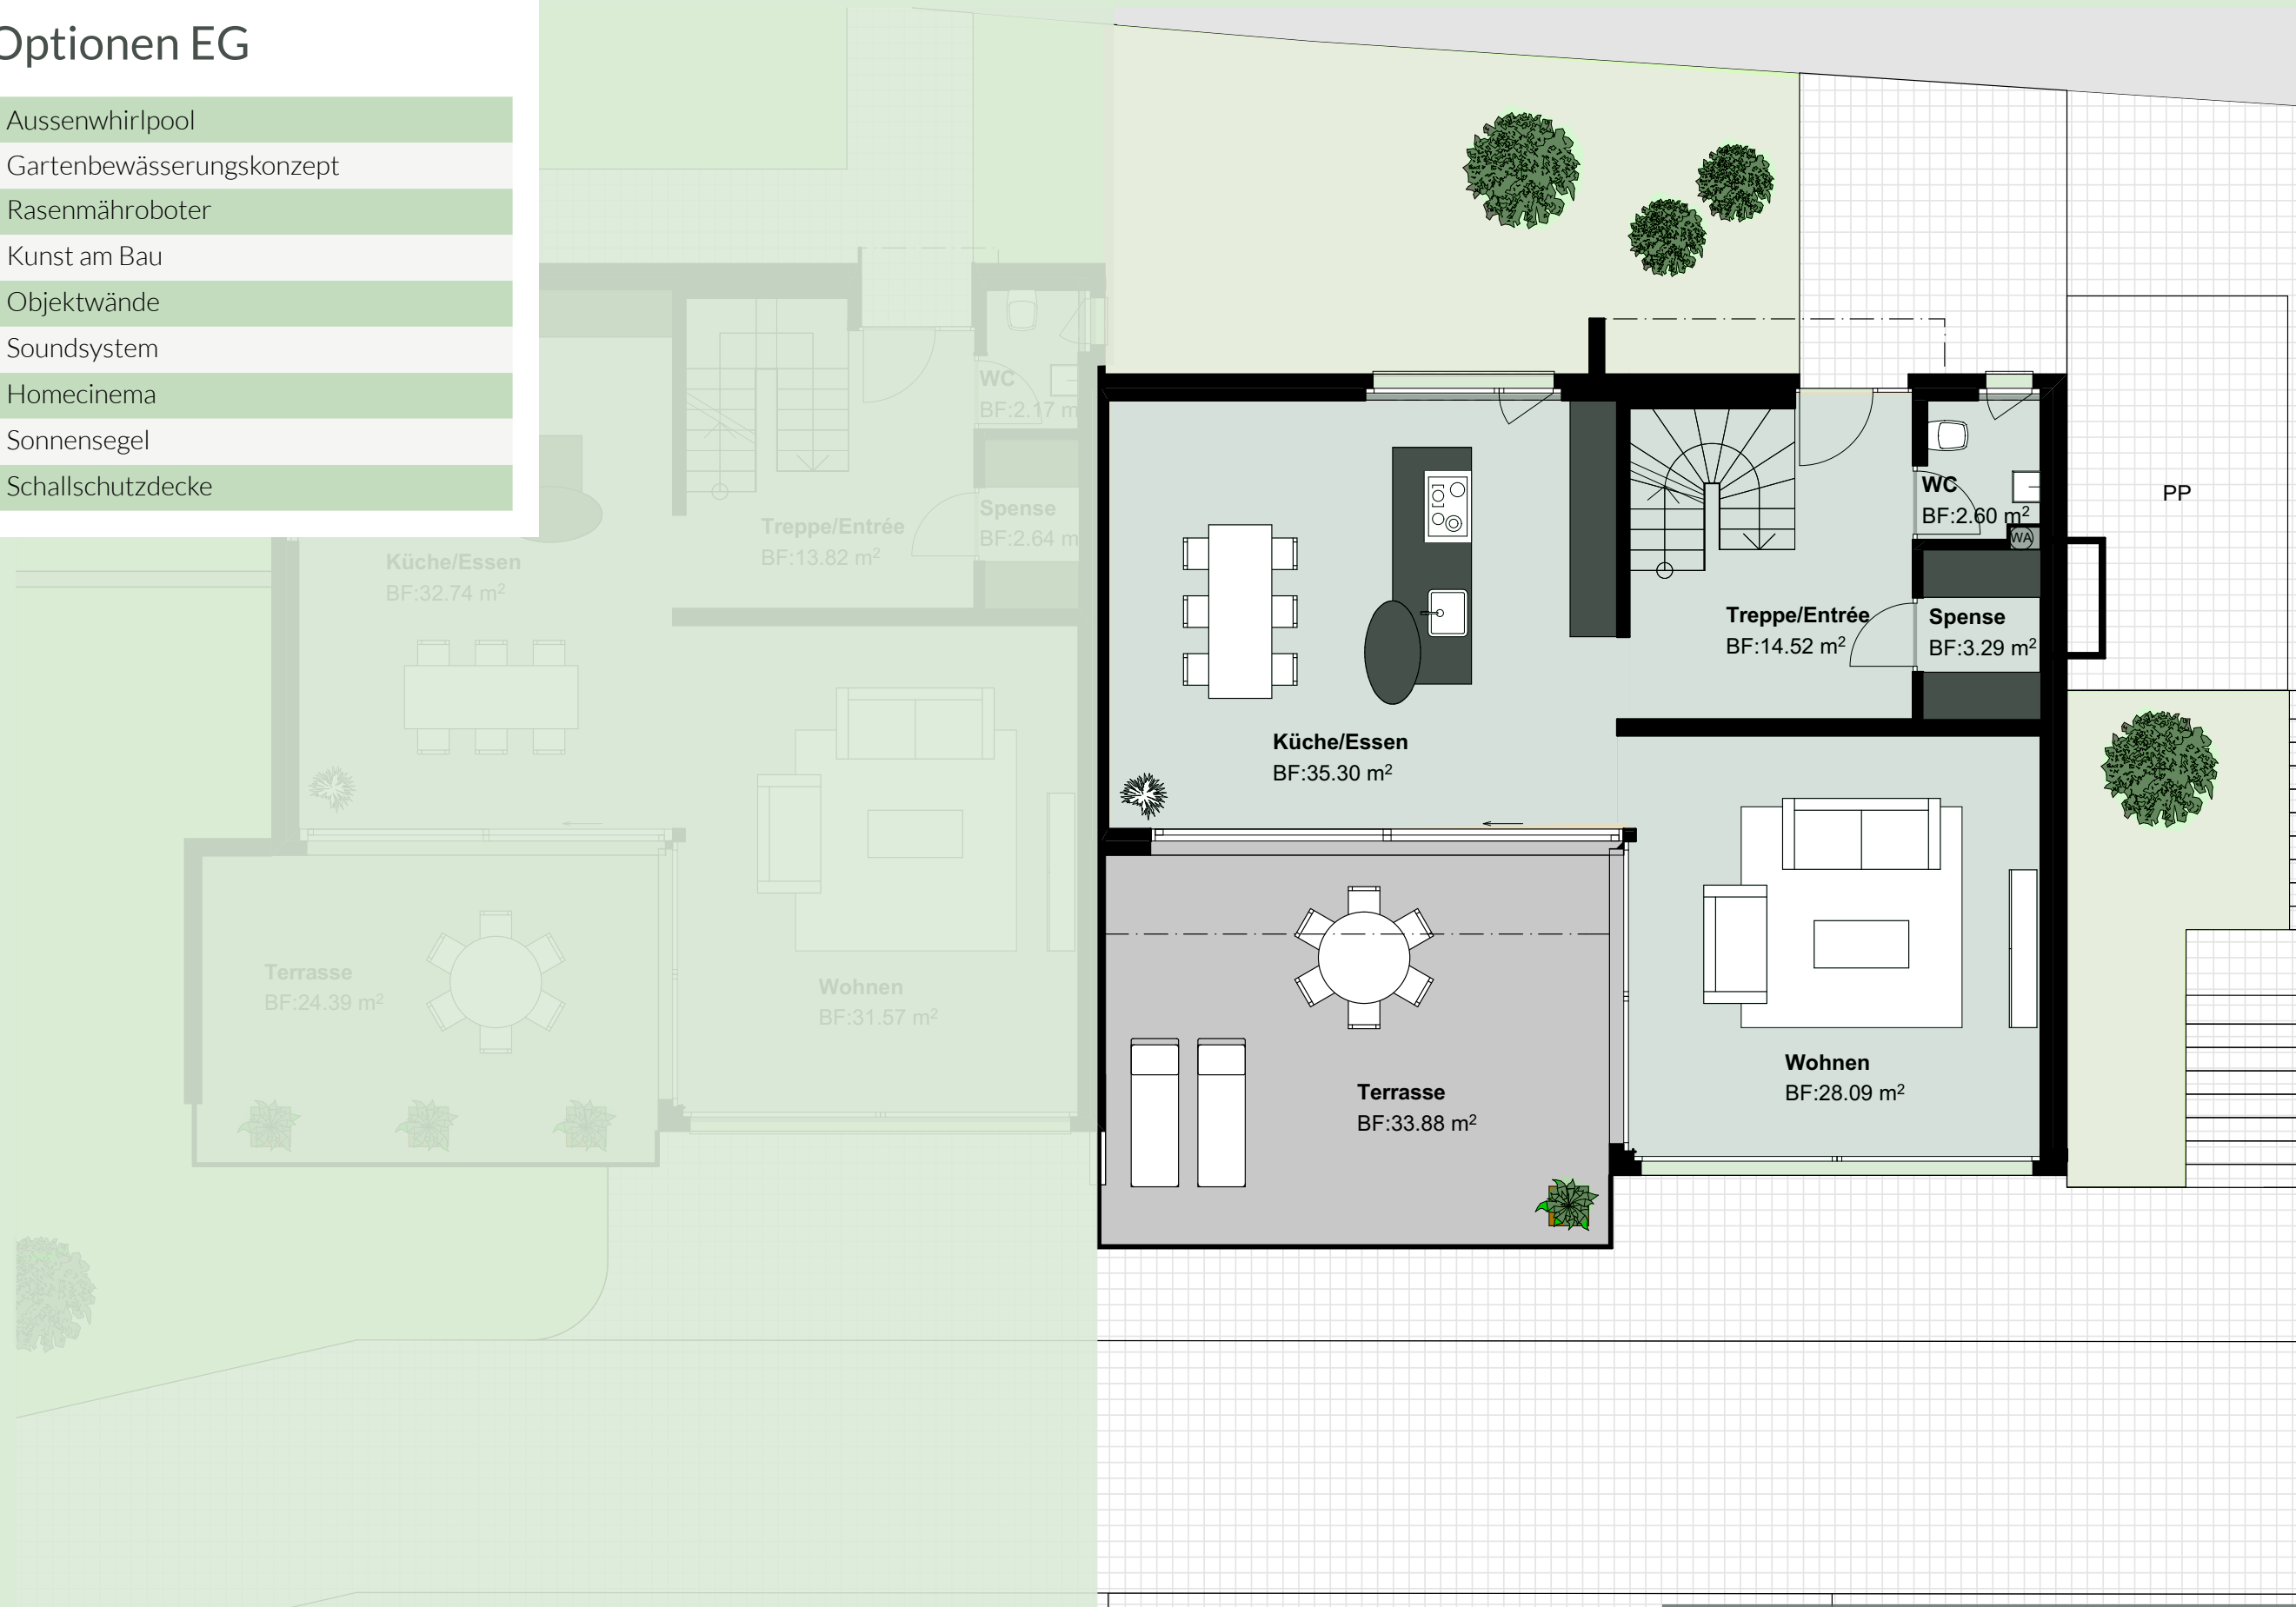 Optionen EG
Aussenwhirlpool
Gartenbewässerungskonzept
Rasenmähroboter
Kunst am Bau
Objektwände
Soundsystem
Homecinema
Sonnensegel
Schallschutzdecke
WC
BF:2.17 m
Spense
BF:2.64 m
Treppe/Entrée
BF:13.82 m²
Küche/Essen
BF:32.74 m²
Terrasse
BF:24.39 m²
Wohnen
BF:31.57 m²
WC
BF:2.60 m²
WA
PP
Treppe/Entrée
BF:14.52 m²
Spense
BF:3.29 m²
Küche/Essen
BF:35.30 m²
Wohnen
BF:28.09 m²
Terrasse
BF:33.88 m²